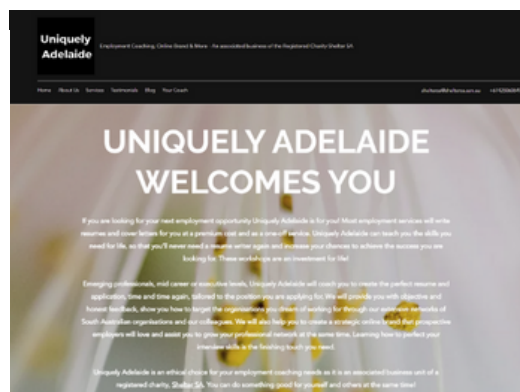 Uniquely
Adelaide
Employment Coaching, Online Brand & More - An associated business of the Registered Charity Shelter SA
Home About Us Services Testimonials Blog Your Coach
UNIQUELY ADELAIDE
WELCOMES YOU
If you are looking for your next employment opportunity Uniquely Adelaide is for you! Most employment services will write
resumes and cover letters for you at a premium cost and as a one-off service. Uniquely Adelaide can teach you the skills you
need for life, so that you'll never need a resume writer again and increase your chances to achieve the success you are
looking for. These workshops are an investment for life!
Emerging professionals, mid career or executive levels, Uniquely Adelaide will coach you to create the perfect resume and
application, time and time again, tailored to the position you are applying for. We will provide you with objective and
honest feedback, show you how to target the organisations you dream of working for through our extensive networks of
South Australian organisations and our colleagues. We will also help you to create a strategic online brand that prospective
employers will love and assist you to grow your professional network at the same time. Learning how to perfect your
interview skills is the finishing touch you need.
Uniquely Adelaide is an ethical choice for your employment coaching needs as it is an associated business unit of a
registered charity, Shelter SA. You can do something good for yourself and others at the same time!